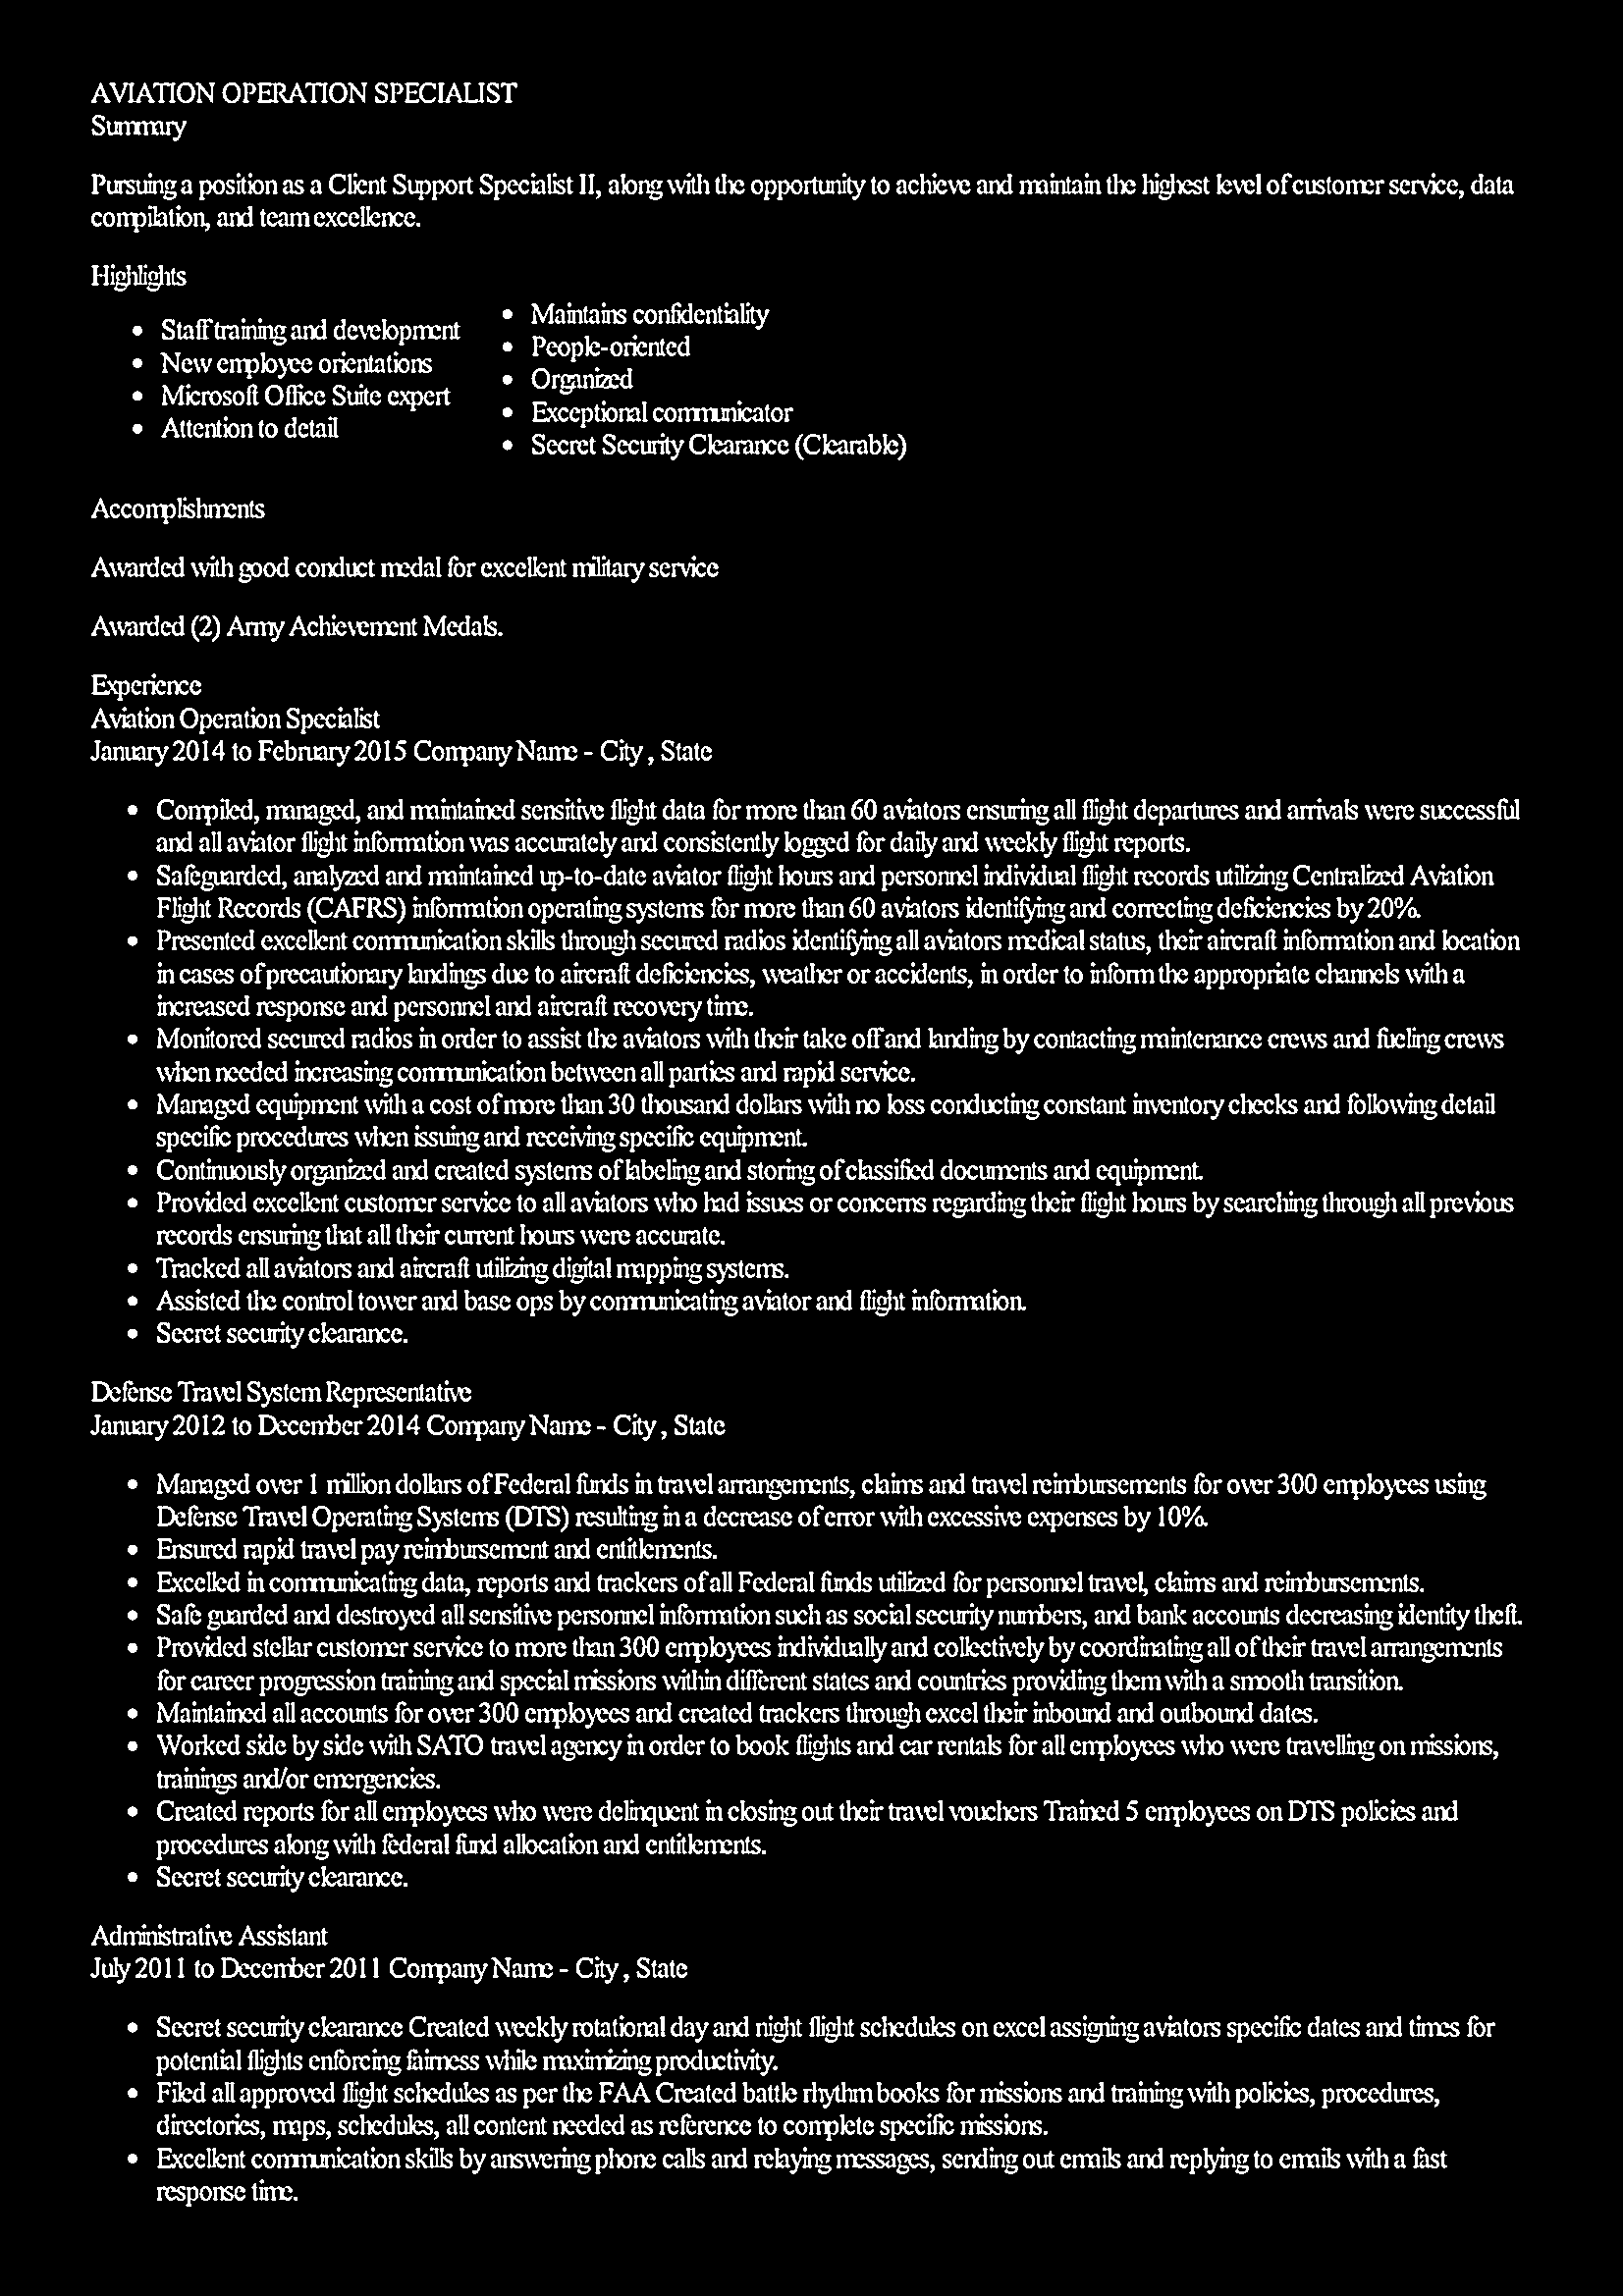 AVIATION OPERATION SPECIALIST
Summary
Pursuing a position as a Client Support Specialist II, along with the opportunity to achieve and maintain the highest level of customer service, data
compilation, and team excellence.
Highlights
• Staff training and development
• New employee orientations
• Microsoft Office Suite expert
• Attention to detail
• Maintains confidentiality
• People-oriented
• Organized
• Exceptional communicator
• Secret Security Clearance (Clearable)
Accomplishments
Awarded with good conduct medal for excellent military service
Awarded (2) Army Achievement Medals.
Experience
Aviation Operation Specialist
January 2014 to February 2015 Company Name - City , State
• Compiled, managed, and maintained sensitive flight data for more than 60 aviators ensuring all flight departures and arrivals were successful
and all aviator flight information was accurately and consistently logged for daily and weekly flight reports.
• Safeguarded, analyzed and maintained up-to-date aviator flight hours and personnel individual flight records utilizing Centralized Aviation
Flight Records (CAFRS) information operating systems for more than 60 aviators identifying and correcting deficiencies by 20%.
• Presented excellent communication skills through secured radios identifying all aviators medical status, their aircraft information and location
in cases of precautionary landings due to aircraft deficiencies, weather or accidents, in order to inform the appropriate channels with a
increased response and personnel and aircraft recovery time.
• Monitored secured radios in order to assist the aviators with their take off and landing by contacting maintenance crews and fueling crews
when needed increasing communication between all parties and rapid service.
• Managed equipment with a cost of more than 30 thousand dollars with no loss conducting constant inventory checks and following detail
specific procedures when issuing and receiving specific equipment.
• Continuously organized and created systems of labeling and storing of classified documents and equipment.
• Provided excellent customer service to all aviators who had issues or concerns regarding their flight hours by searching through all previous
records ensuring that all their current hours were accurate.
• Tracked all aviators and aircraft utilizing digital mapping systems.
• Assisted the control tower and base ops by communicating aviator and flight information.
• Secret security clearance.
Defense Travel System Representative
January 2012 to December 2014 Company Name - City , State
• Managed over 1 million dollars of Federal funds in travel arrangements, claims and travel reimbursements for over 300 employees using
Defense Travel Operating Systems (DTS) resulting in a decrease of error with excessive expenses by 10%.
• Ensured rapid travel pay reimbursement and entitlements.
• Excelled in communicating data, reports and trackers of all Federal funds utilized for personnel travel, claims and reimbursements.
• Safe guarded and destroyed all sensitive personnel information such as social security numbers, and bank accounts decreasing identity theft.
• Provided stellar customer service to more than 300 employees individually and collectively by coordinating all of their travel arrangements
for career progression training and special missions within different states and countries providing them with a smooth transition.
• Maintained all accounts for over 300 employees and created trackers through excel their inbound and outbound dates.
• Worked side by side with SATO travel agency in order to book flights and car rentals for all employees who were travelling on missions,
trainings and/or emergencies.
• Created reports for all employees who were delinquent in closing out their travel vouchers Trained 5 employees on DTS policies and
procedures along with federal fund allocation and entitlements.
• Secret security clearance.
Administrative Assistant
July 2011 to December 2011 Company Name - City , State
• Secret security clearance Created weekly rotational day and night flight schedules on excel assigning aviators specific dates and times for
potential flights enforcing fairness while maximizing productivity.
• Filed all approved flight schedules as per the FAA Created battle rhythm books for missions and training with policies, procedures,
directories, maps, schedules, all content needed as reference to complete specific missions.
• Excellent communication skills by answering phone calls and relaying messages, sending out emails and replying to emails with a fast
response time.